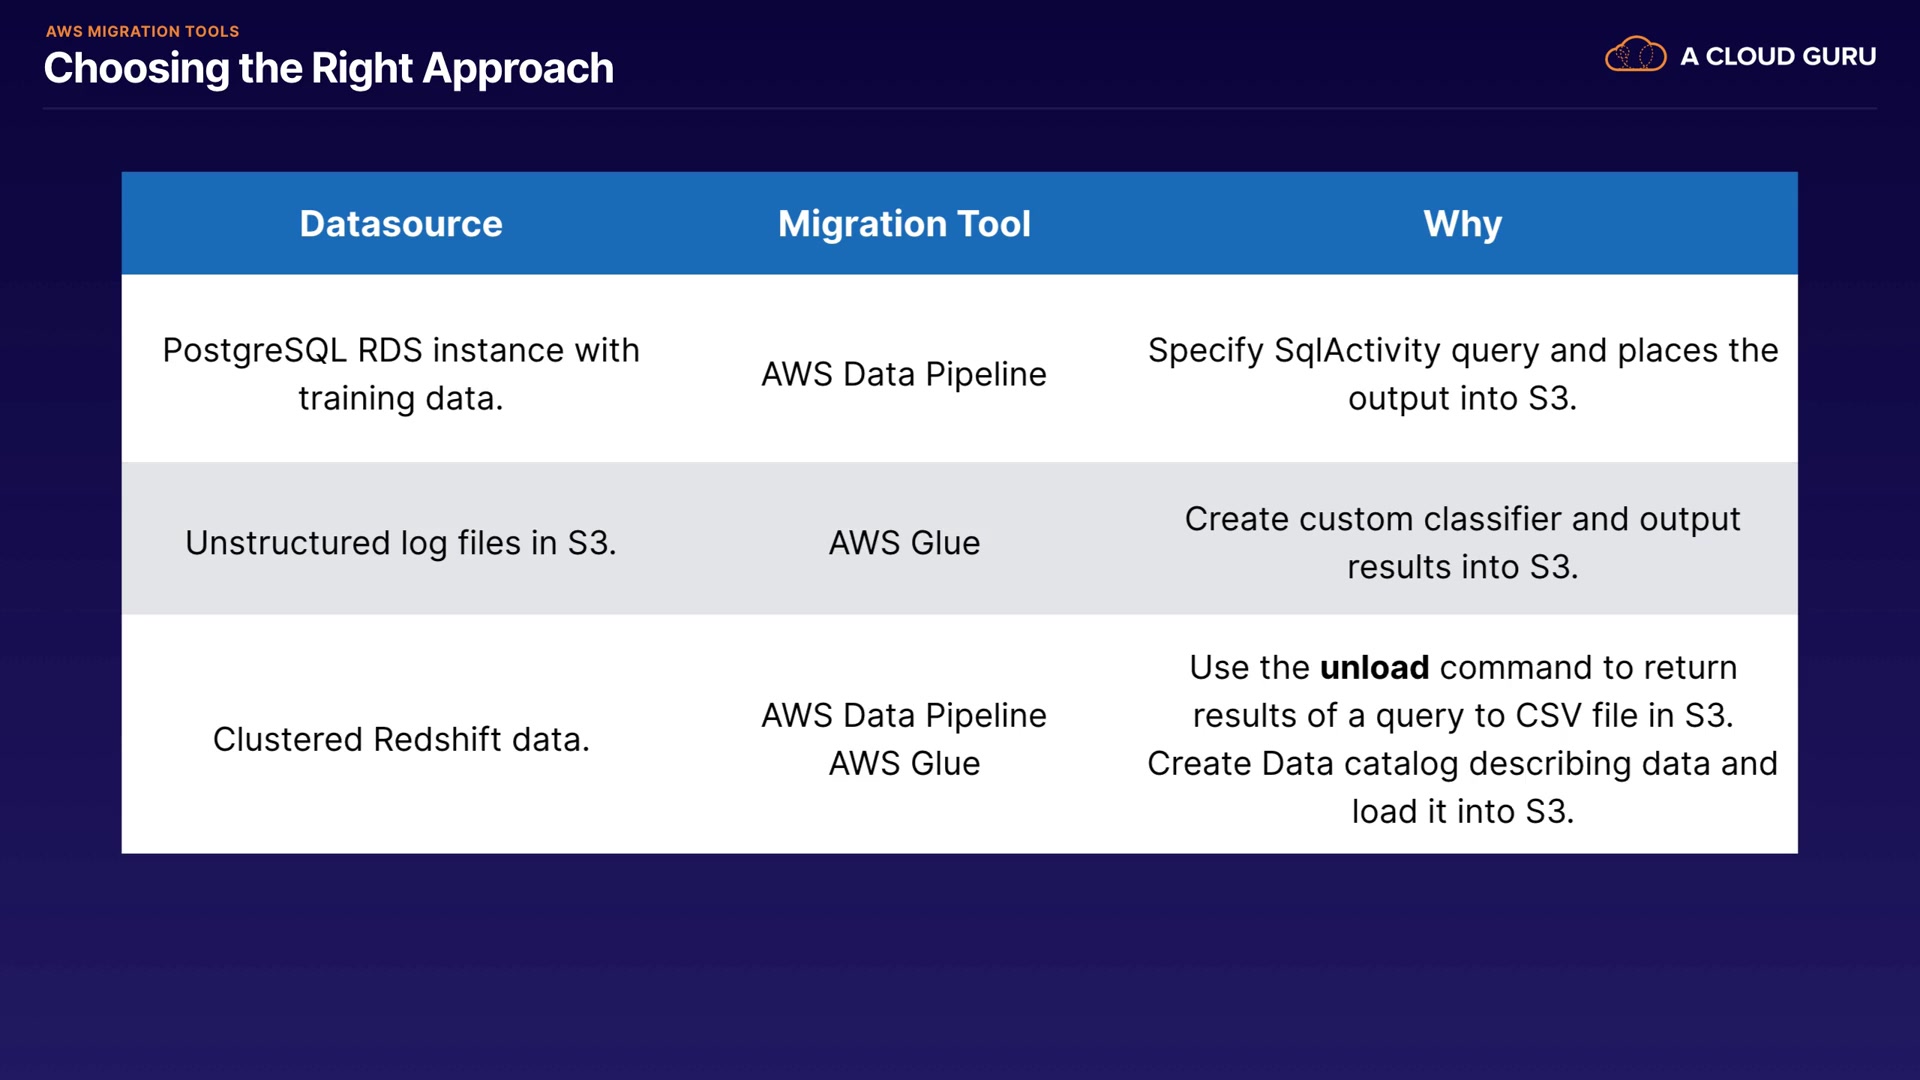 AWS MIGRATION TOOLS
Choosing the Right Approach
A CLOUD GURU
Datasource
Migration Tool
Why
PostgreSQL RDS instance with
training data.
AWS Data Pipeline
Specify SqlActivity query and places the
output into S3.
Unstructured log files in S3.
AWS Glue
Create custom classifier and output
results into S3.
Clustered Redshift data.
AWS Data Pipeline
AWS Glue
Use the unload command to return
results of a query to CSV file in S3.
Create Data catalog describing data and
load it into S3.